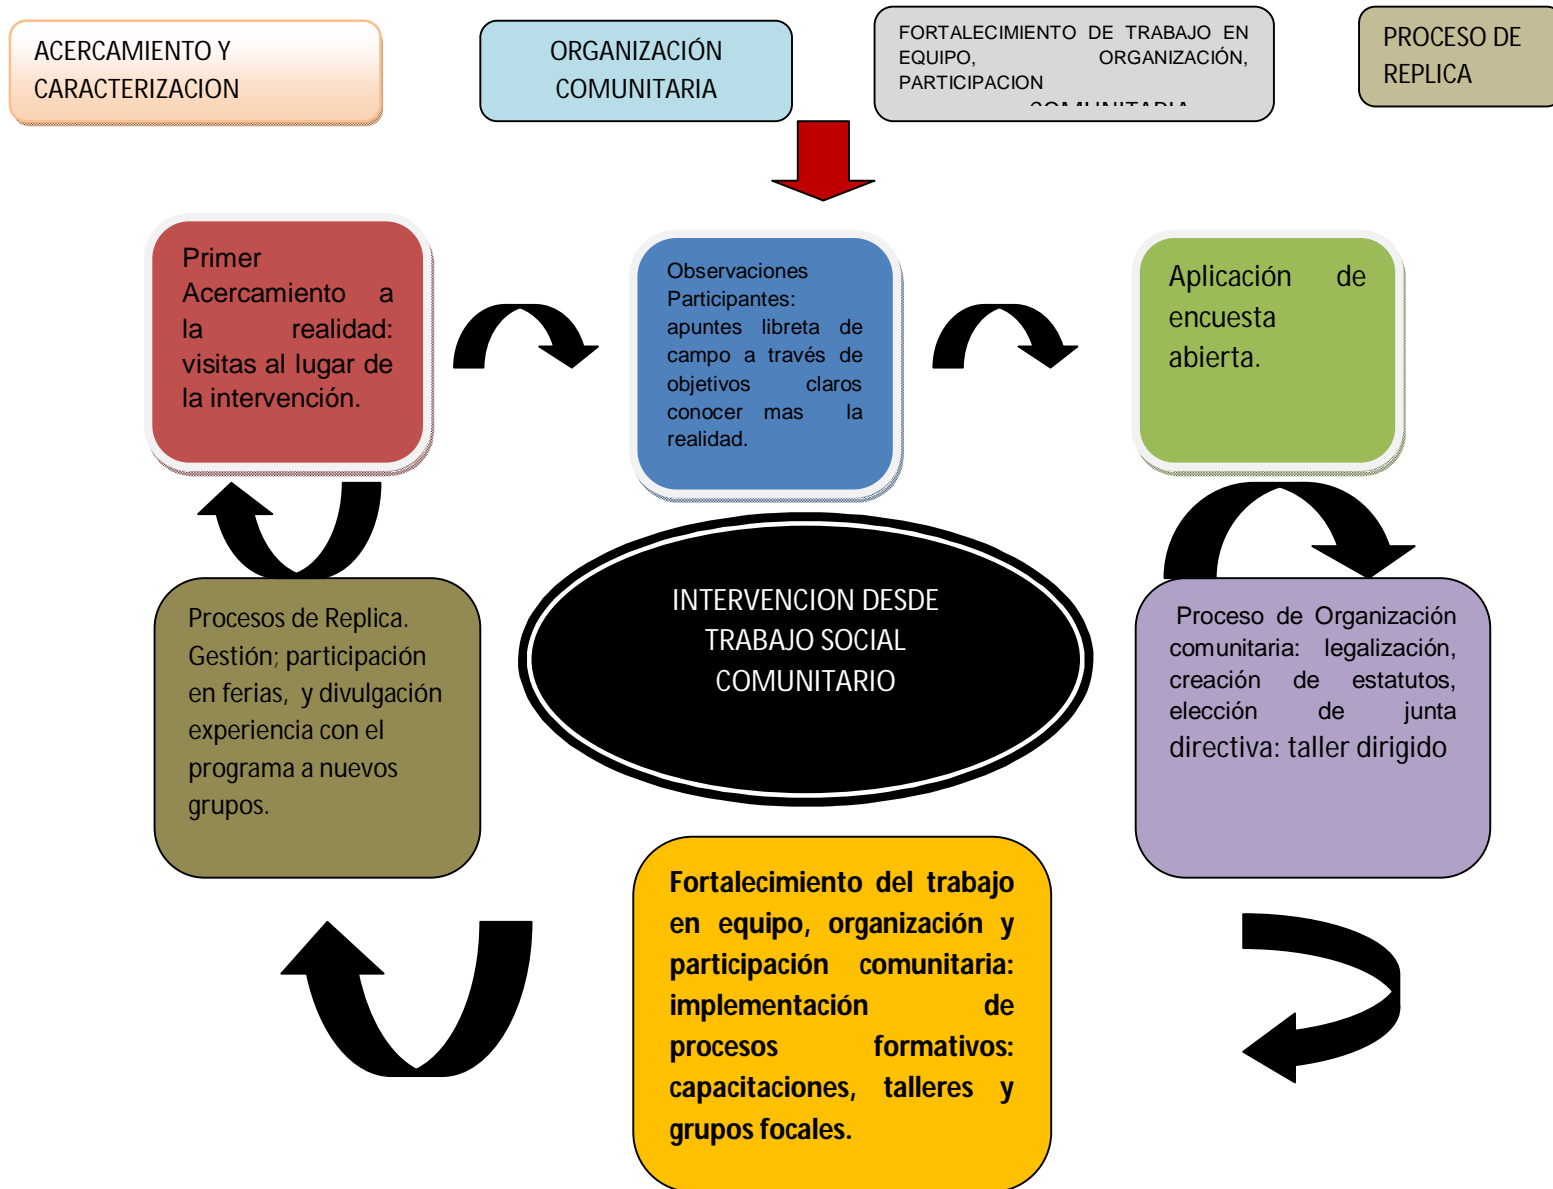 ACERCAMIENTO Y
CARACTERIZACION
ORGANIZACIÓN
COMUNITARIA
FORTALECIMIENTO DE TRABAJO EN
EQUIPO, ORGANIZACIÓN,
PARTICIPACION
COMUNITARIA
PROCESO DE
REPLICA
Primer
Acercamiento a
la realidad:
visitas al lugar de
la intervención.
Observaciones
Participantes:
apuntes libreta de
campo a través de
objetivos claros
conocer mas la
realidad.
Aplicación de
encuesta
abierta.
Procesos de Replica.
Gestión; participación
en ferias, y divulgación
experiencia con el
programa a nuevos
grupos.
INTERVENCION DESDE
TRABAJO SOCIAL
COMUNITARIO
Proceso de Organización
comunitaria: legalización,
creación de estatutos,
elección de junta
directiva: taller dirigido
Fortalecimiento del trabajo
en equipo, organización y
participación comunitaria:
implementación de
procesos formativos:
capacitaciones, talleres y
grupos focales.